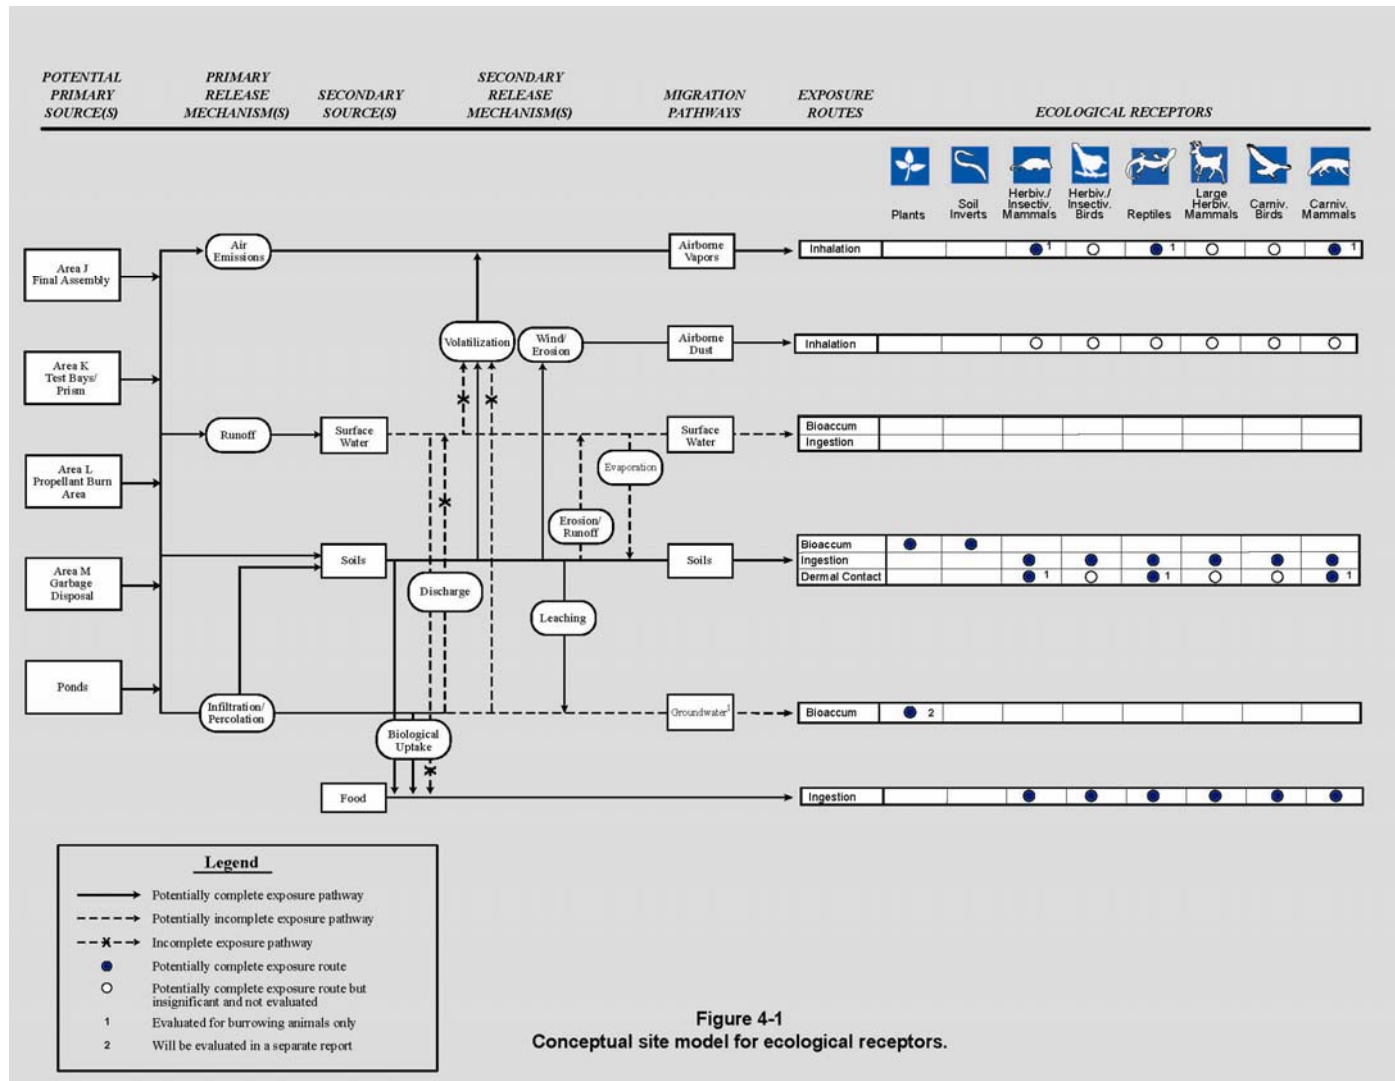 POTENTIAL
PRIMARY
SOURCE(S)
PRIMARY
RELEASE
MECHANISM(S)
SECONDARY
SOURCE(S)
SECONDARY
RELEASE
MECHANISM(S)
MIGRATION
PATHWAYS
EXPOSURE
ROUTES
ECOLOGICAL RECEPTORS
Plants
Soil
Inverts
Herbiv./
Insectiv.
Mammals
Herbiv./
Insectiv.
Birds
Reptiles
Large
Herbiv.
Mammals
Carniv.
Birds
Carniv.
Mammals
Area J
Final Assembly
Air
Emissions
Airborne
Vapors
Inhalation
1
1
1
Volatilization
Wind/
Erosion
Airborne
Dust
Inhalation
Area K
Test Bays/
Prism
Runoff
Surface
Water
Surface
Water
Bioaccum
Ingestion
Area L
Propellant Burn
Area
Evaporation
Erosion/
Runoff
Soils
Soils
Bioaccum
Ingestion
Dermal Contact
1
1
1
Area M
Garbage
Disposal
Discharge
Leaching
Ponds
Infiltration/
Percolation
Biological
Uptake
Groundwater1
Bioaccum
2
Food
Ingestion
Legend
Potentially complete exposure pathway
Potentially incomplete exposure pathway
Incomplete exposure pathway
Potentially complete exposure route
Potentially complete exposure route but
insignificant and not evaluated
1 Evaluated for burrowing animals only
2 Will be evaluated in a separate report
Figure 4-1
Conceptual site model for ecological receptors.